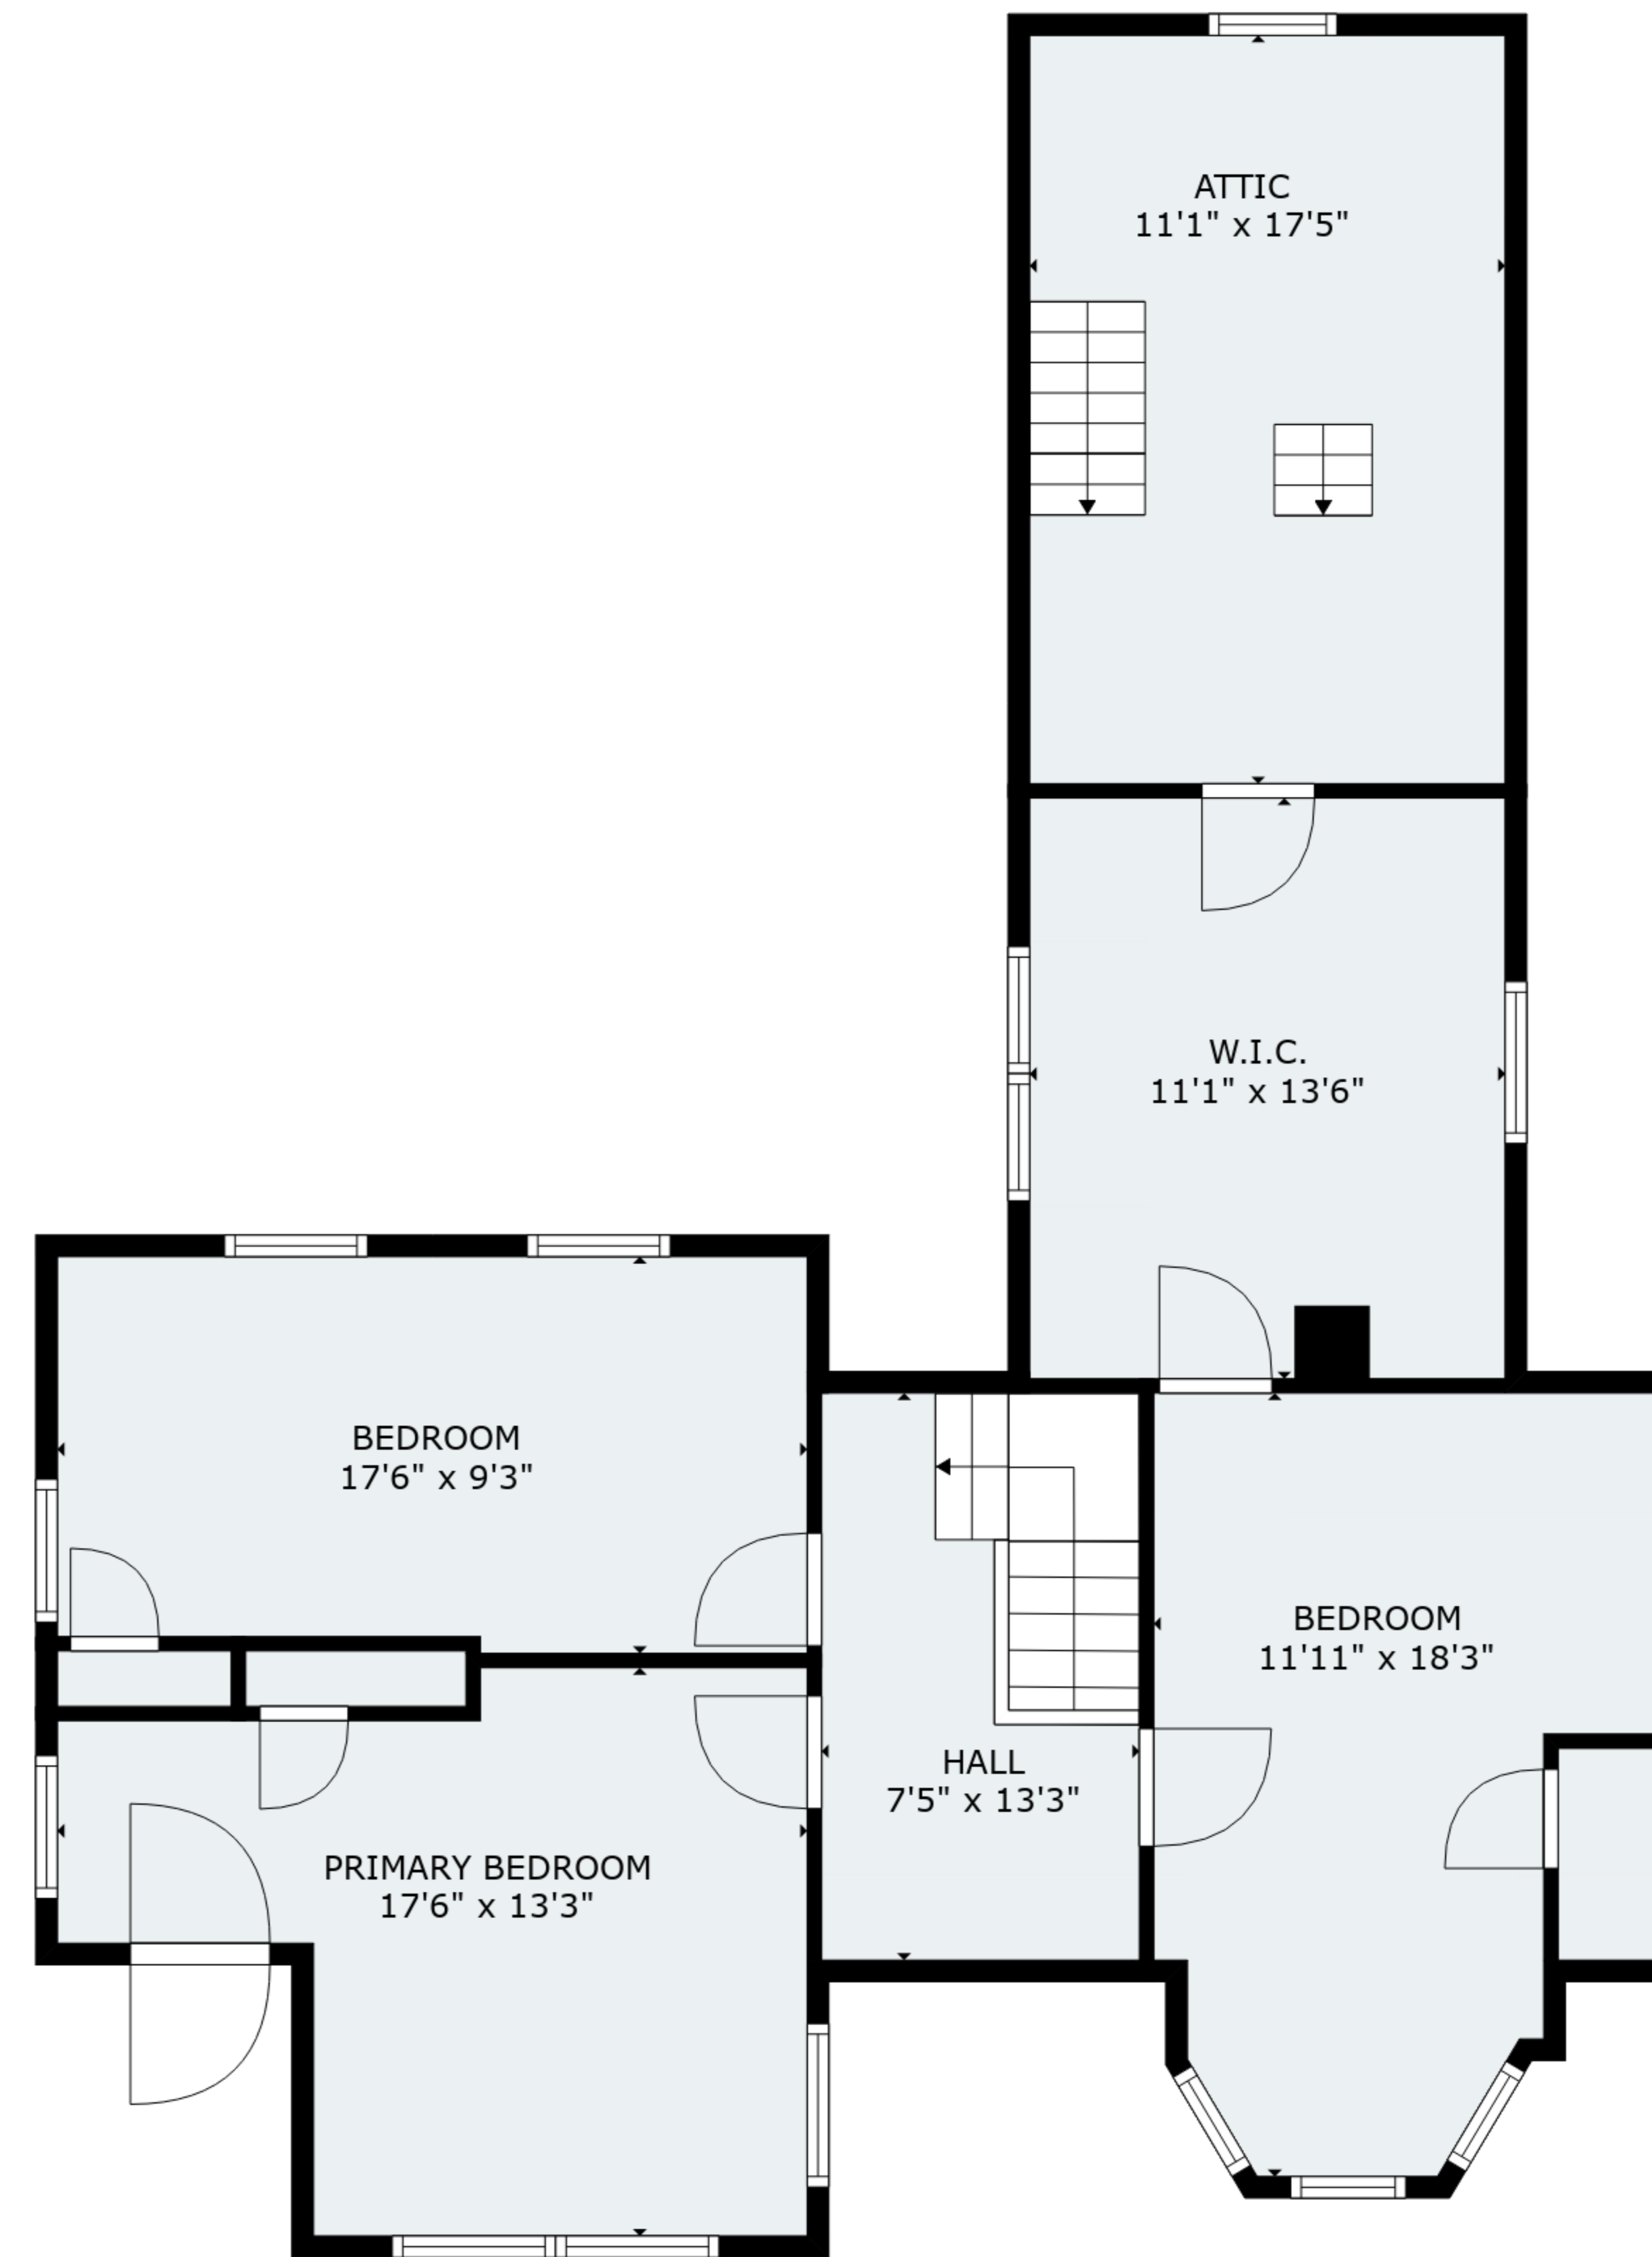 ATTIC
11'1" x 17'5"
W.I.C.
11'1" x 13'6"
BEDROOM
17'6" x 9'3"
BEDROOM
11'11" x 18'3"
HALL
7'5" x 13'3"
PRIMARY BEDROOM
17'6" x 13'3"